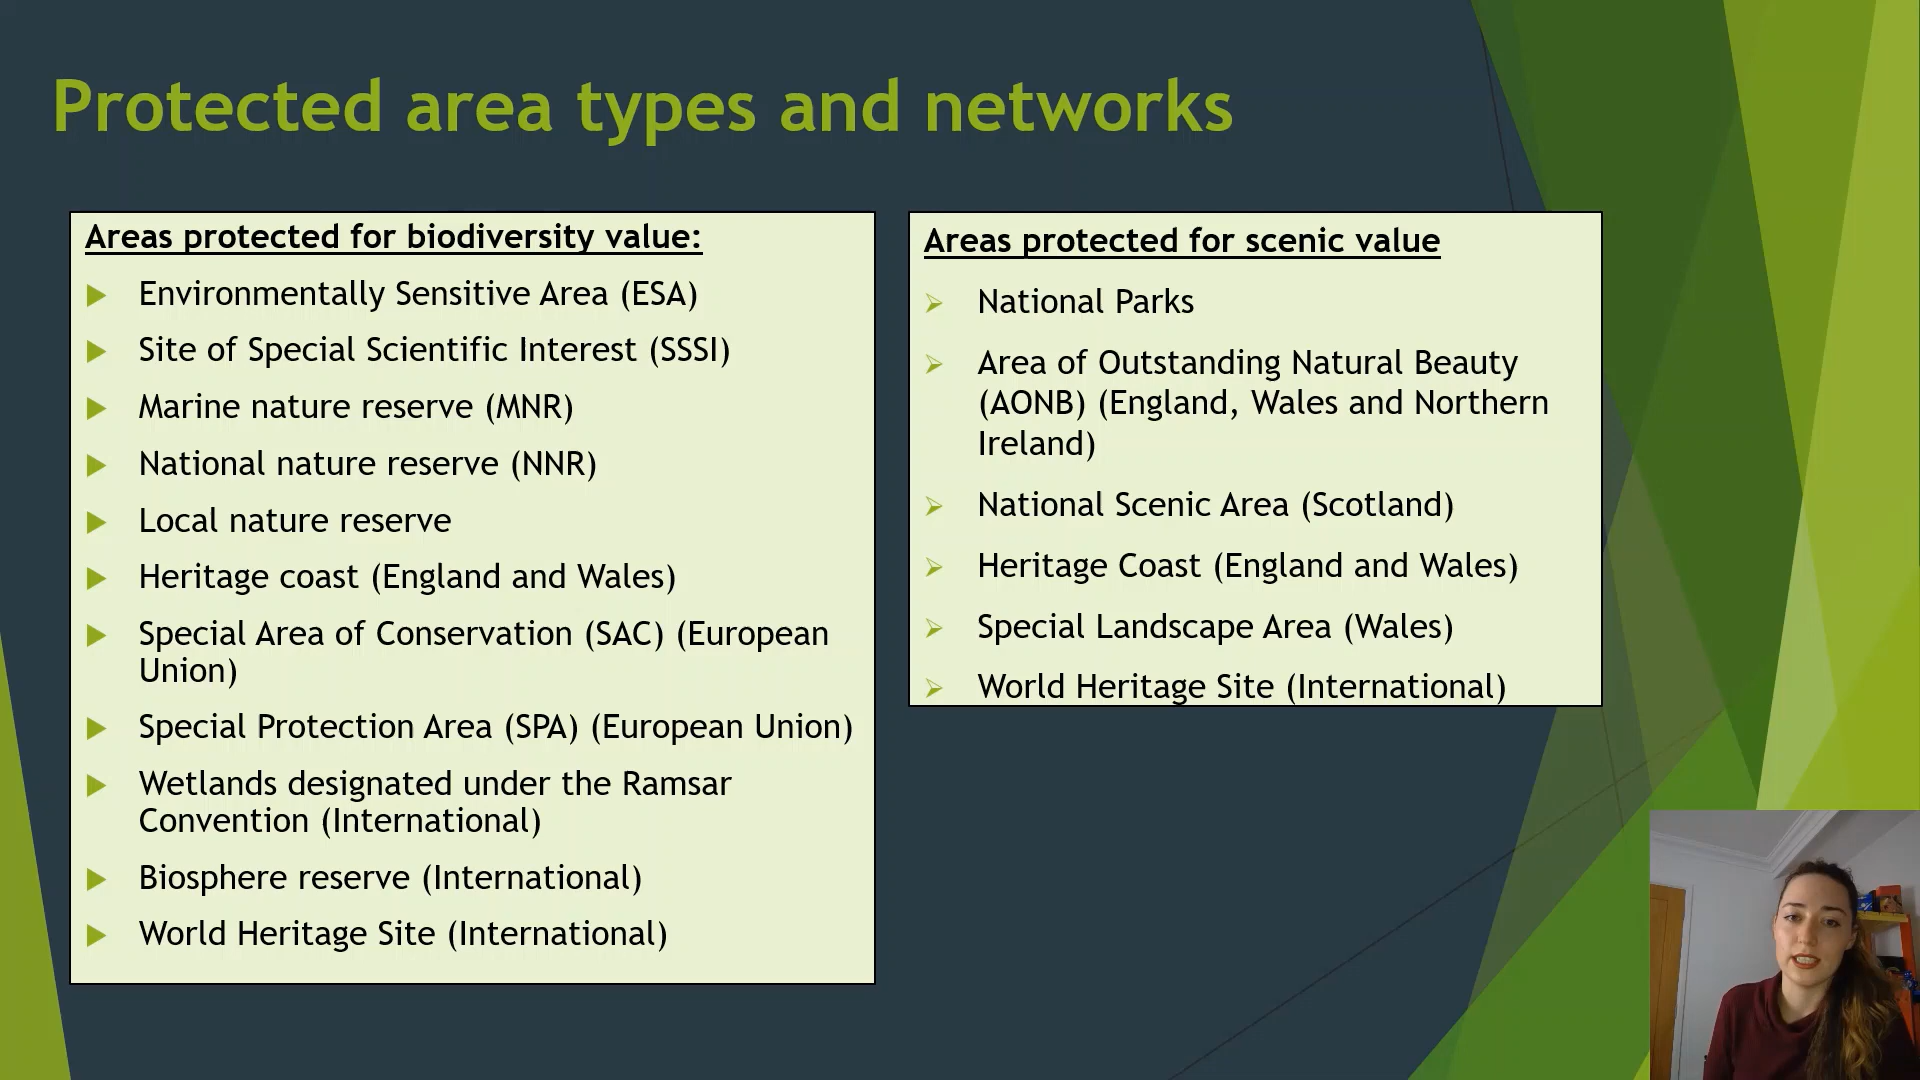 Protected area types and networks
Areas protected for biodiversity value:
Environmentally Sensitive Area (ESA)
Site of Special Scientific Interest (SSSI)
Marine nature reserve (MNR)
National nature reserve (NNR)
Local nature reserve
Heritage coast (England and Wales)
Special Area of Conservation (SAC) (European
Union)
Special Protection Area (SPA) (European Union)
Wetlands designated under the Ramsar
Convention (International)
Biosphere reserve (International)
World Heritage Site (International)
Areas protected for scenic value
National Parks
Area of Outstanding Natural Beauty
(AONB) (England, Wales and Northern
Ireland)
National Scenic Area (Scotland)
Heritage Coast (England and Wales)
Special Landscape Area (Wales)
World Heritage Site (International)